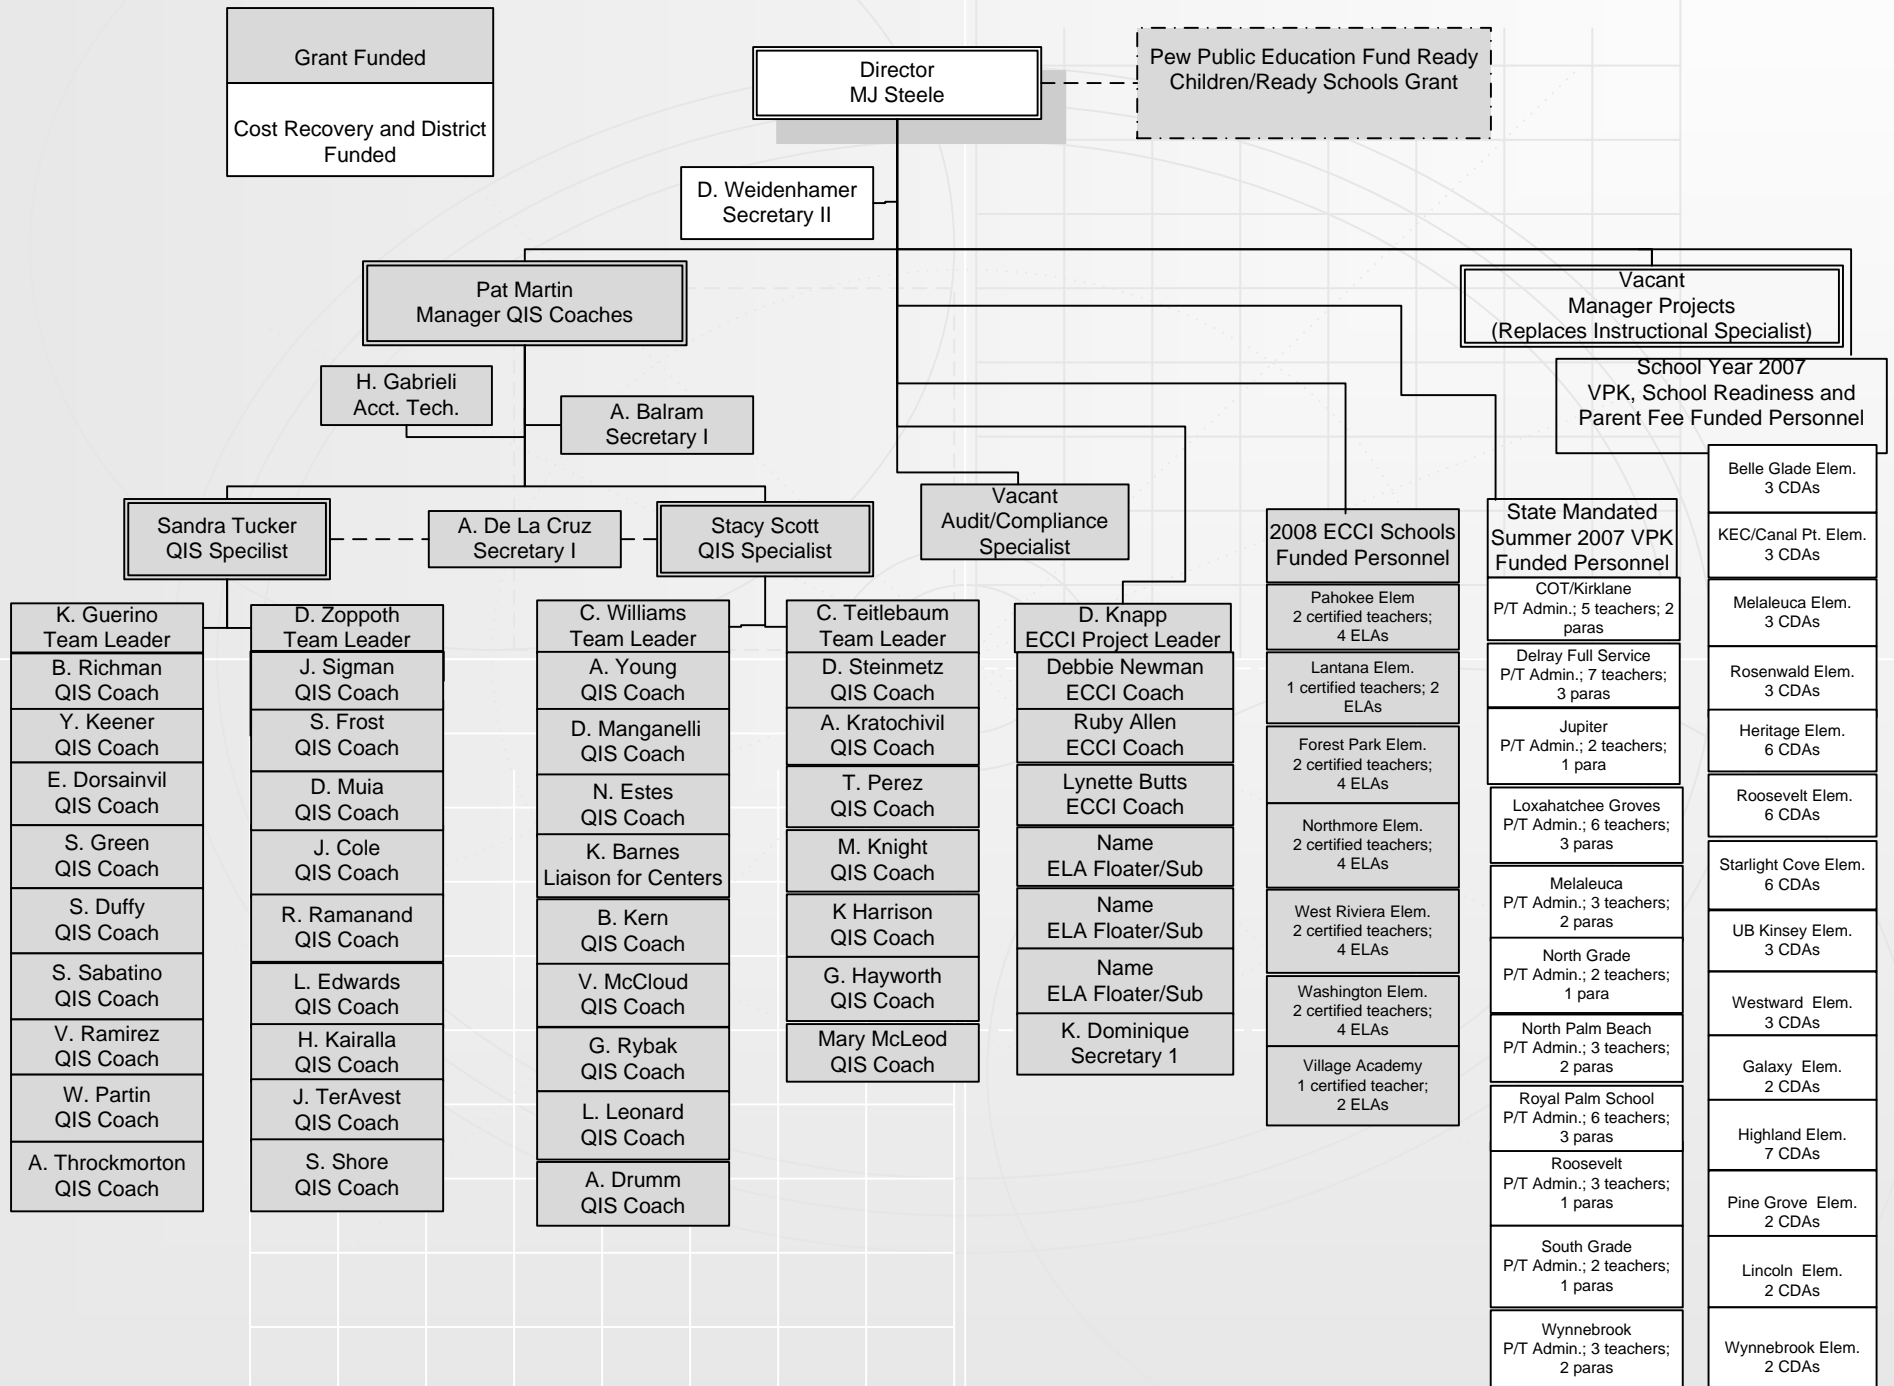 Grant Funded
Cost Recovery and District
Funded
Director
MJ Steele
Pew Public Education Fund Ready
Children/Ready Schools Grant
D. Weidenhamer
Secretary II
Pat Martin
Manager QIS Coaches
Vacant
Manager Projects
(Replaces Instructional Specialist)
School Year 2007
VPK, School Readiness and
Parent Fee Funded Personnel
H. Gabrieli
Acct. Tech.
A. Balram
Secretary I
Sandra Tucker
QIS Specilist
A. De La Cruz
Secretary I
Stacy Scott
QIS Specialist
Vacant
Audit/Compliance
Specialist
K. Guerino
Team Leader
B. Richman
QIS Coach
Y. Keener
QIS Coach
E. Dorsainvil
QIS Coach
S. Green
QIS Coach
S. Duffy
QIS Coach
S. Sabatino
QIS Coach
V. Ramirez
QIS Coach
W. Partin
QIS Coach
A. Throckmorton
QIS Coach
D. Zoppoth
Team Leader
J. Sigman
QIS Coach
S. Frost
QIS Coach
D. Muia
QIS Coach
J. Cole
QIS Coach
R. Ramanand
QIS Coach
L. Edwards
QIS Coach
H. Kairalla
QIS Coach
J. TerAvest
QIS Coach
S. Shore
QIS Coach
C. Williams
Team Leader
A. Young
QIS Coach
D. Manganelli
QIS Coach
N. Estes
QIS Coach
K. Barnes
Liaison for Centers
B. Kern
QIS Coach
V. McCloud
QIS Coach
G. Rybak
QIS Coach
L. Leonard
QIS Coach
A. Drumm
QIS Coach
C. Teitlebaum
Team Leader
D. Steinmetz
QIS Coach
A. Kratochivil
QIS Coach
T. Perez
QIS Coach
M. Knight
QIS Coach
K Harrison
QIS Coach
G. Hayworth
QIS Coach
Mary McLeod
QIS Coach
D. Knapp
ECCI Project Leader
Debbie Newman
ECCI Coach
Ruby Allen
ECCI Coach
Lynette Butts
ECCI Coach
Name
ELA Floater/Sub
Name
ELA Floater/Sub
Name
ELA Floater/Sub
K. Dominique
Secretary 1
2008 ECCI Schools
Funded Personnel
Pahokee Elem
2 certified teachers;
4 ELAs
Lantana Elem.
1 certified teachers; 2
ELAs
Forest Park Elem.
2 certified teachers;
4 ELAs
Northmore Elem.
2 certified teachers;
4 ELAs
West Riviera Elem.
2 certified teachers;
4 ELAs
Washington Elem.
2 certified teachers;
4 ELAs
Village Academy
1 certified teacher;
2 ELAs
State Mandated
Summer 2007 VPK
Funded Personnel
COT/Kirklane
P/T Admin.; 5 teachers; 2
paras
Delray Full Service
P/T Admin.; 7 teachers;
3 paras
Jupiter
P/T Admin.; 2 teachers;
1 para
Loxahatchee Groves
P/T Admin.; 6 teachers;
3 paras
Melaleuca
P/T Admin.; 3 teachers;
2 paras
North Grade
P/T Admin.; 2 teachers;
1 para
North Palm Beach
P/T Admin.; 3 teachers;
2 paras
Royal Palm School
P/T Admin.; 6 teachers;
3 paras
Roosevelt
P/T Admin.; 3 teachers;
1 paras
South Grade
P/T Admin.; 2 teachers;
1 paras
Wynnebrook
P/T Admin.; 3 teachers;
2 paras
Belle Glade Elem.
3 CDAs
KEC/Canal Pt. Elem.
3 CDAs
Melaleuca Elem.
3 CDAs
Rosenwald Elem.
3 CDAs
Heritage Elem.
6 CDAs
Roosevelt Elem.
6 CDAs
Starlight Cove Elem.
6 CDAs
UB Kinsey Elem.
3 CDAs
Westward Elem.
3 CDAs
Galaxy Elem.
2 CDAs
Highland Elem.
7 CDAs
Pine Grove Elem.
2 CDAs
Lincoln Elem.
2 CDAs
Wynnebrook Elem.
2 CDAs